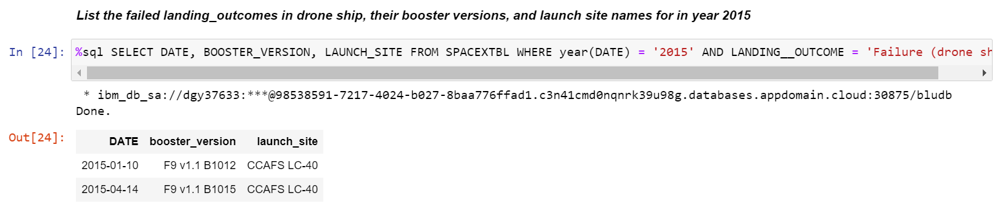 List the failed landing_outcomes in drone ship, their booster versions, and launch site names for in year 2015
In [24]: %sql SELECT DATE, BOOSTER_VERSION, LAUNCH_SITE FROM SPACEXTBL WHERE year(DATE) = '2015' AND LANDING__OUTCOME = 'Failure (drone sh
* ibm_db_sa://dgy37633:***@98538591-7217-4024-b027-8baa776ffad1.c3n41cmd0nqnrk39u98g.databases.appdomain.cloud:30875/bludb
Done.
Out[24]:
DATE booster_version launch_site
2015-01-10 F9 v1.1 B1012 CCAFS LC-40
2015-04-14 F9 v1.1 B1015 CCAFS LC-40